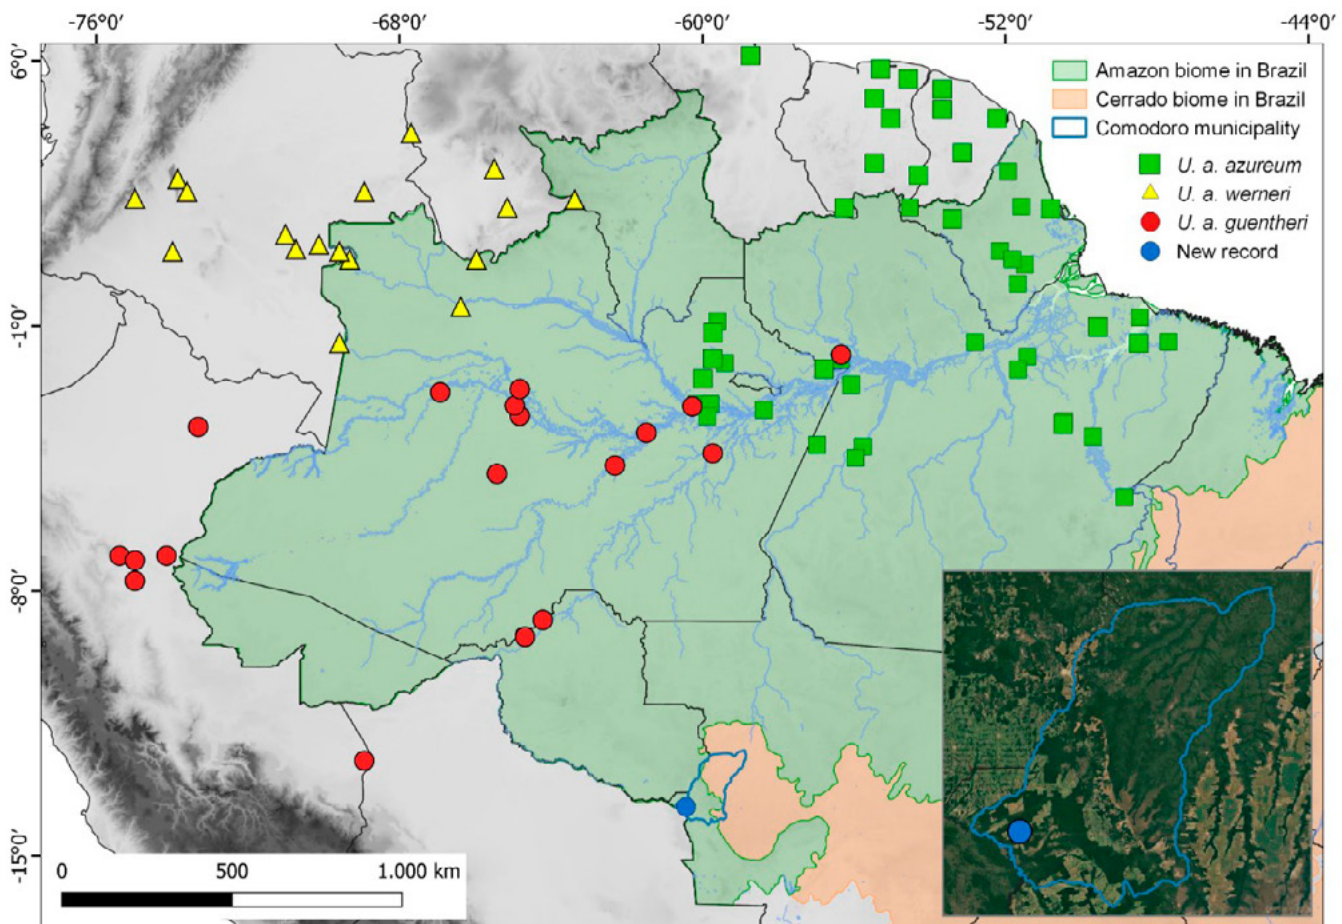 -76°0′ -68°0′ -60°0′ -52°0′ -44°0′
6°0′
-1°0′
-8°0′
-15°0′
Amazon biome in Brazil
Cerrado biome in Brazil
Comodoro municipality
U. a. azureum
U. a. werneri
U. a. guentheri
New record
0 500 1.000 km